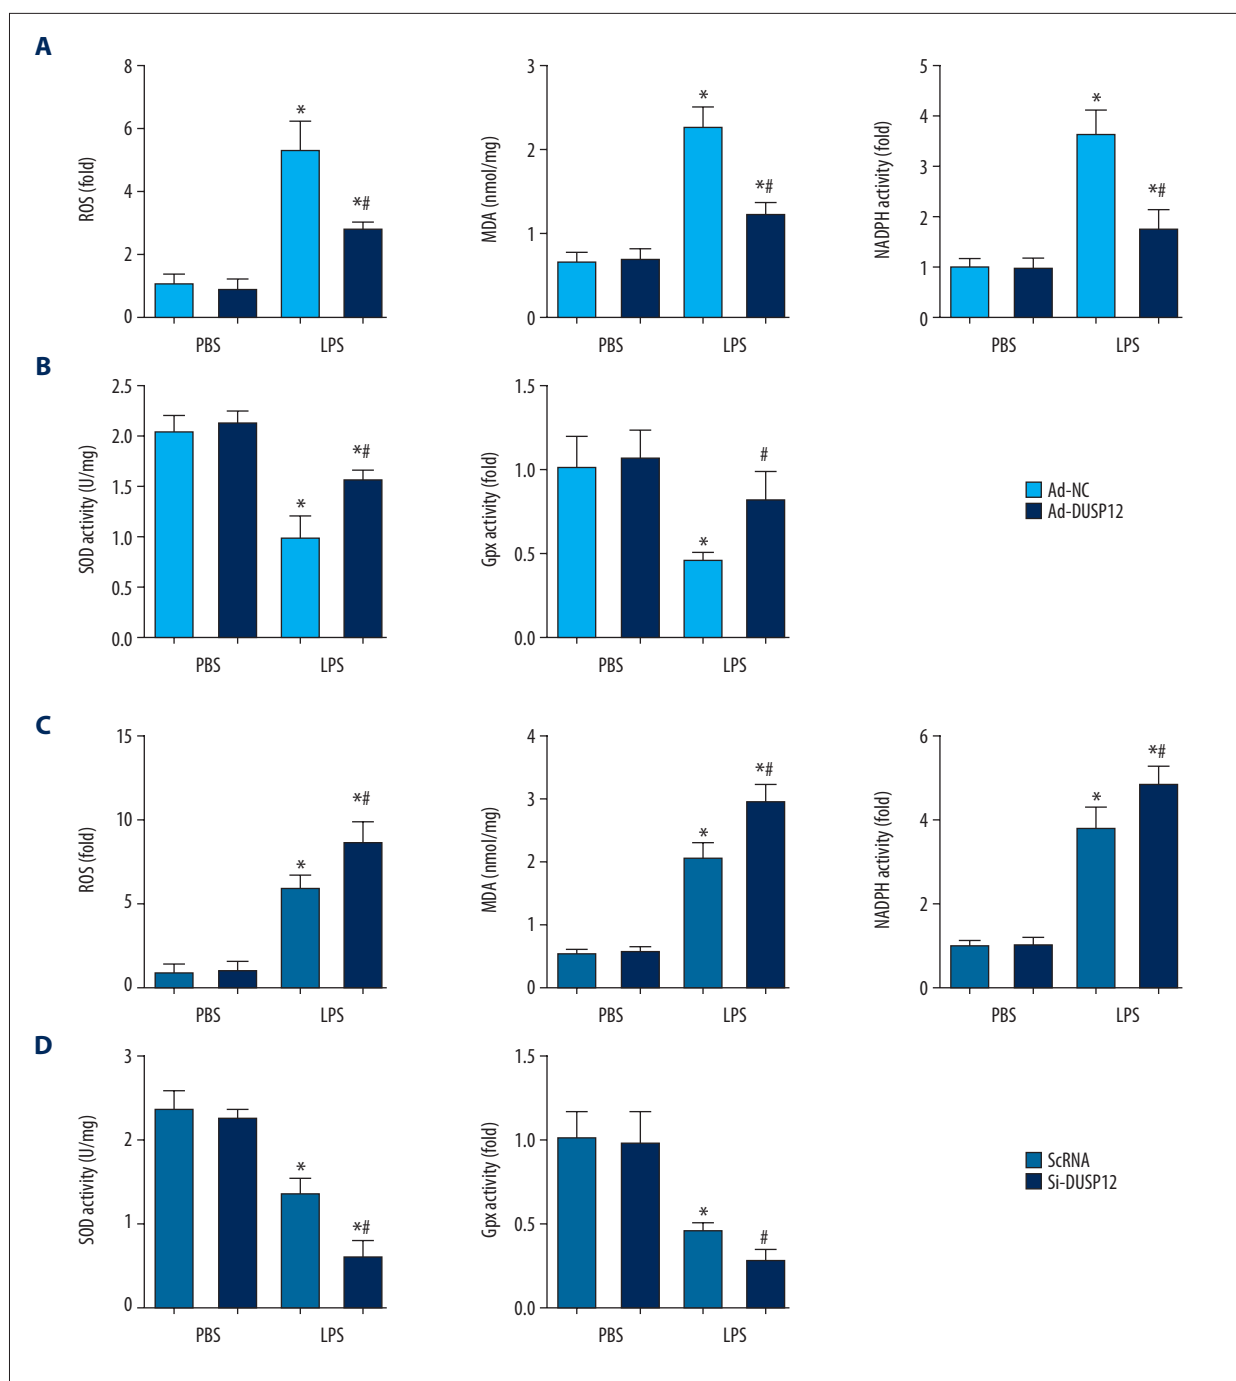 A
ROS (fold)
8
6
4
2
0
*
*#
PBS
LPS
MDA (nmol/mg)
3
2
1
0
*
*#
PBS
LPS
NADPH activity (fold)
5
4
3
2
1
0
*
*#
PBS
LPS
B
SOD activity (U/mg)
2.5
2.0
1.5
1.0
0.5
0.0
*
*#
PBS
LPS
Gpx activity (fold)
1.5
1.0
0.5
0.0
*
#
PBS
LPS
Ad-NC
Ad-DUSP12
C
ROS (fold)
15
10
5
0
*
*#
PBS
LPS
MDA (nmol/mg)
4
3
2
1
0
*
*#
PBS
LPS
NADPH activity (fold)
6
4
2
0
*
*#
PBS
LPS
D
SOD activity (U/mg)
3
2
1
0
*
*#
PBS
LPS
Gpx activity (fold)
1.5
1.0
0.5
0.0
*
#
PBS
LPS
ScRNA
Si-DUSP12